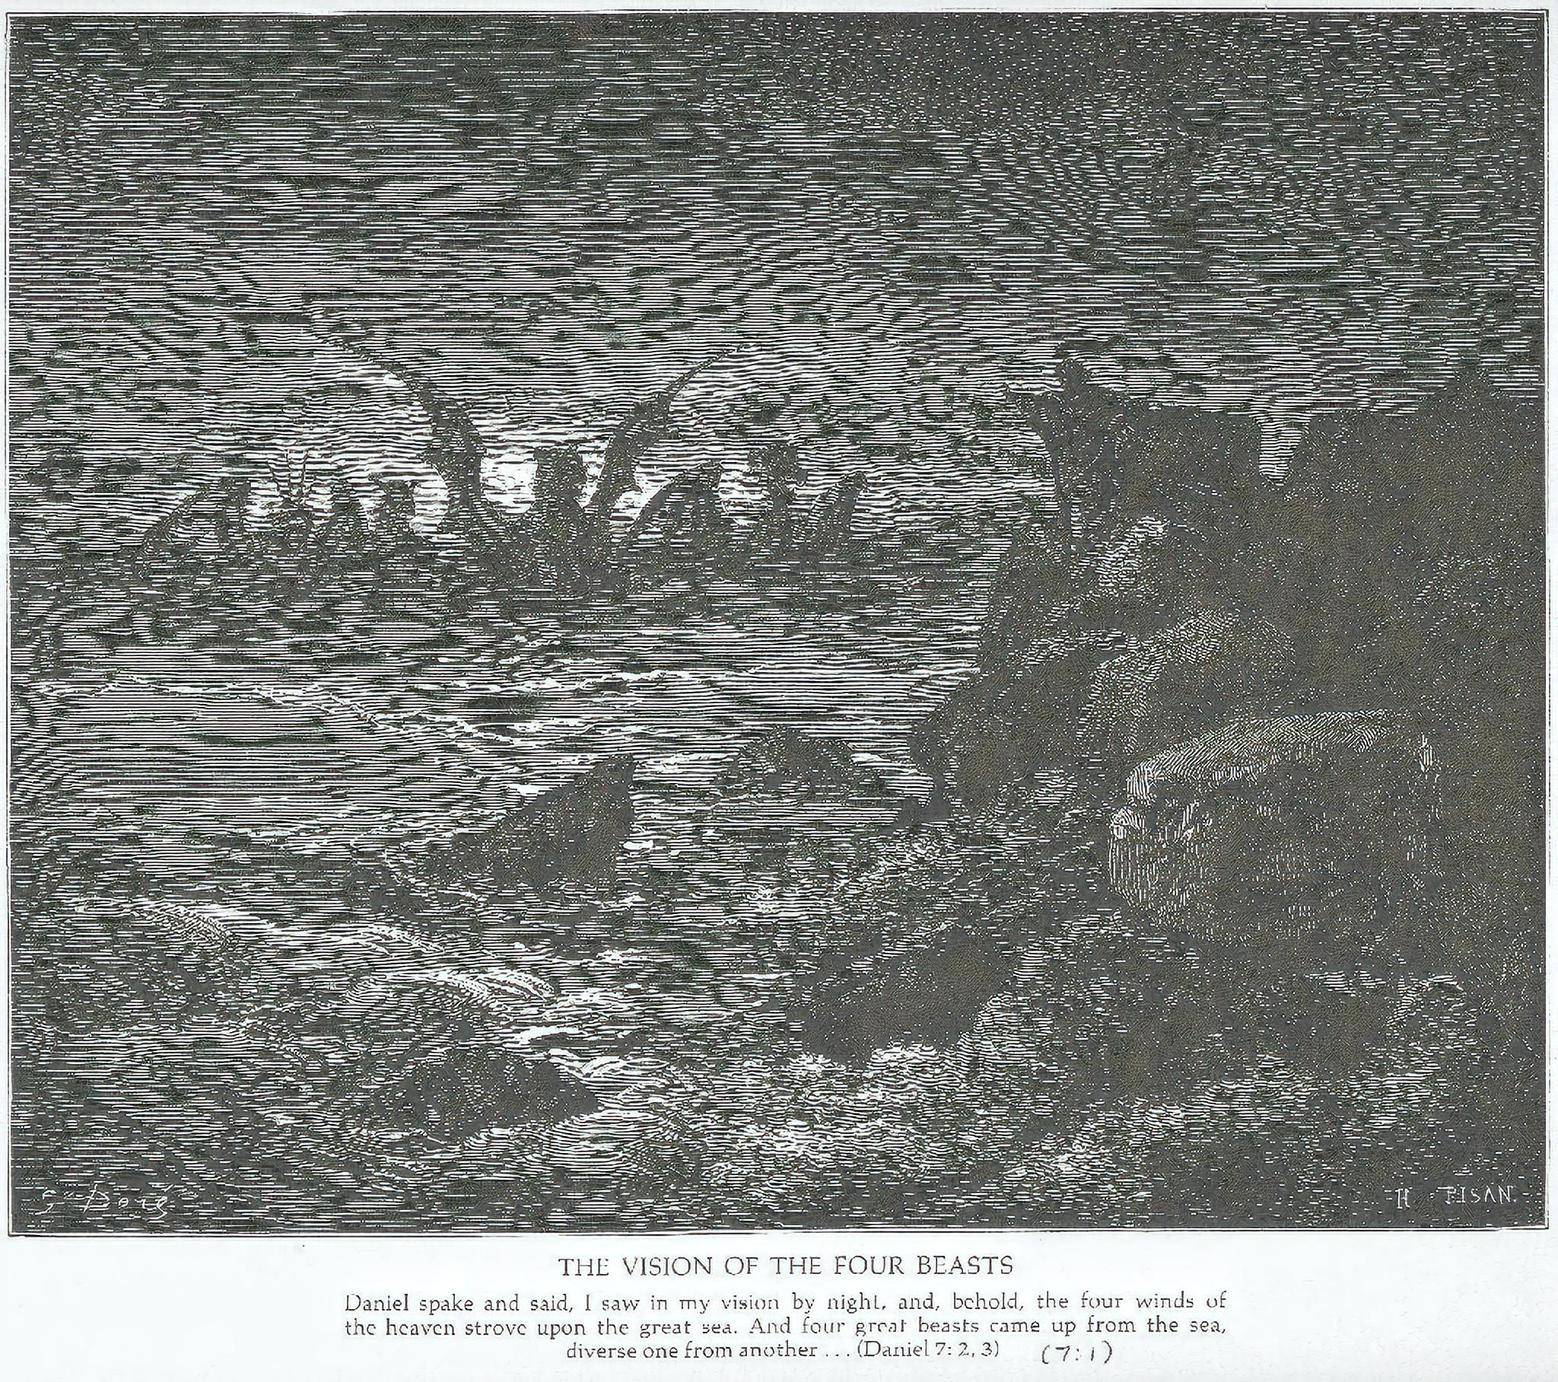 G Doré
H PISAN.
THE VISION OF THE FOUR BEASTS
Daniel spake and said, I saw in my vision by night, and, behold, the four winds of
the heaven strove upon the great sea. And four great beasts came up from the sea,
diverse one from another . . . (Daniel 7: 2, 3) (7:1)